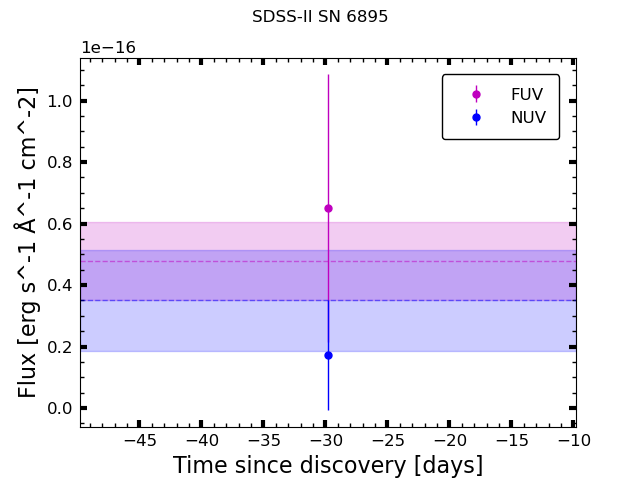 SDSS-II SN 6895
1e−16
Flux [erg s^-1 Å^-1 cm^-2]
1.0
0.8
0.6
0.4
0.2
0.0
FUV
NUV
−45 −40 −35 −30 −25 −20 −15 −10
Time since discovery [days]